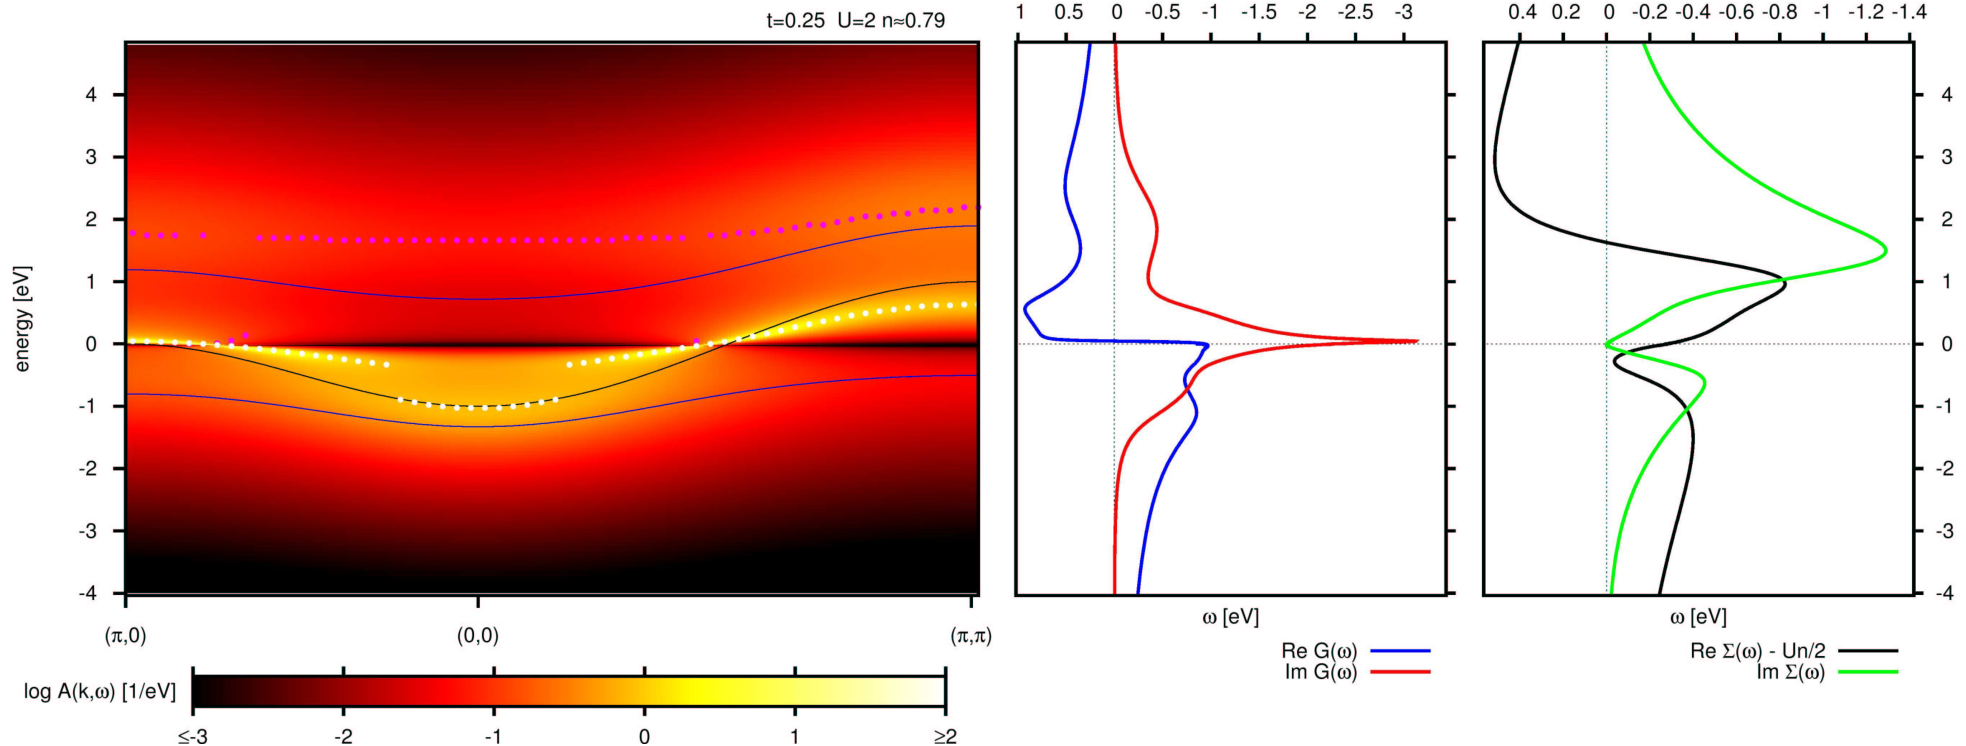 t=0.25 U=2 n≈0.79
1 0.5 0 -0.5 -1 -1.5 -2 -2.5 -3
0.4 0.2 0 -0.2 -0.4 -0.6 -0.8 -1 -1.2 -1.4
energy [eV]
4
3
2
1
0
-1
-2
-3
-4
4
3
2
1
0
-1
-2
-3
-4
(π,0) (0,0) (π,π)
ω [eV]
ω [eV]
Re G(ω)
Im G(ω)
Re Σ(ω) - Un/2
Im Σ(ω)
log A(k,ω) [1/eV]
≤-3 -2 -1 0 1 ≥2